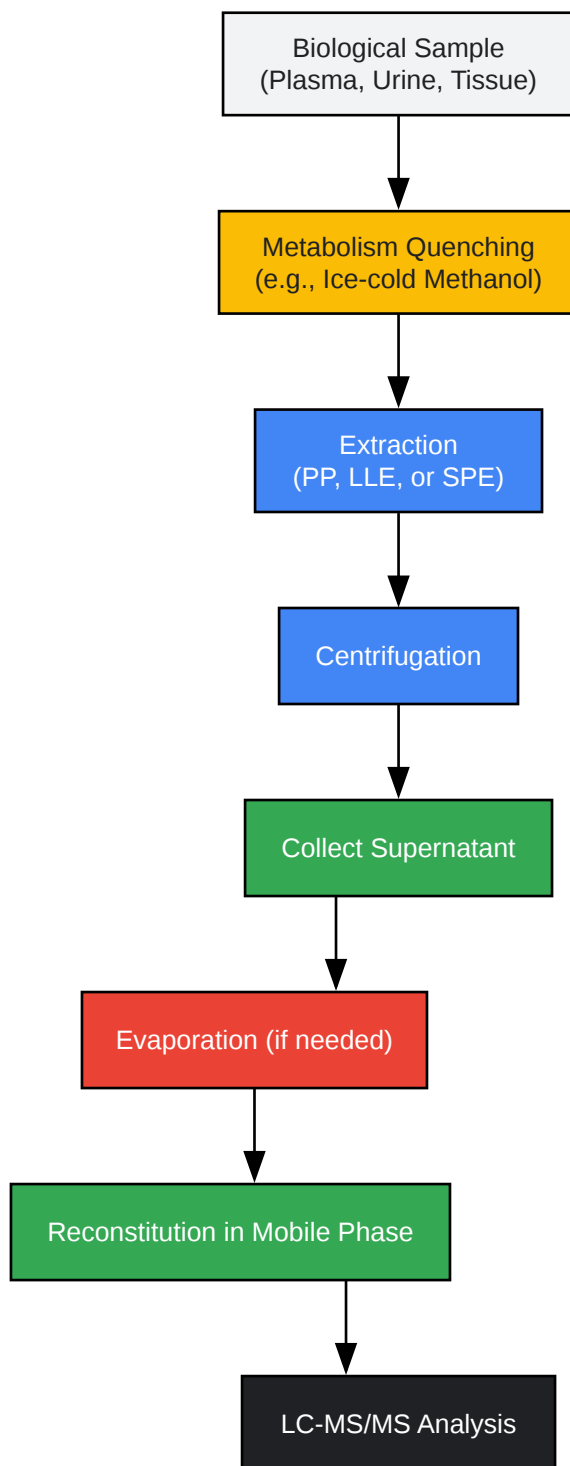 Biological Sample
(Plasma, Urine, Tissue)
Metabolism Quenching
(e.g., Ice-cold Methanol)
Extraction
(PP, LLE, or SPE)
Centrifugation
Collect Supernatant
Evaporation (if needed)
Reconstitution in Mobile Phase
LC-MS/MS Analysis